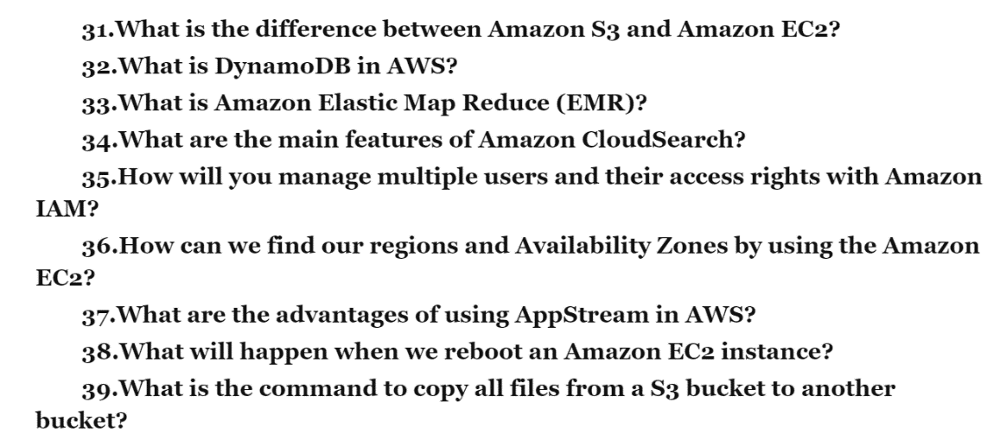 31.What is the difference between Amazon S3 and Amazon EC2?
32.What is DynamoDB in AWS?
33.What is Amazon Elastic Map Reduce (EMR)?
34.What are the main features of Amazon CloudSearch?
35.How will you manage multiple users and their access rights with Amazon
IAM?
36.How can we find our regions and Availability Zones by using the Amazon
EC2?
37.What are the advantages of using AppStream in AWS?
38.What will happen when we reboot an Amazon EC2 instance?
39.What is the command to copy all files from a S3 bucket to another
bucket?